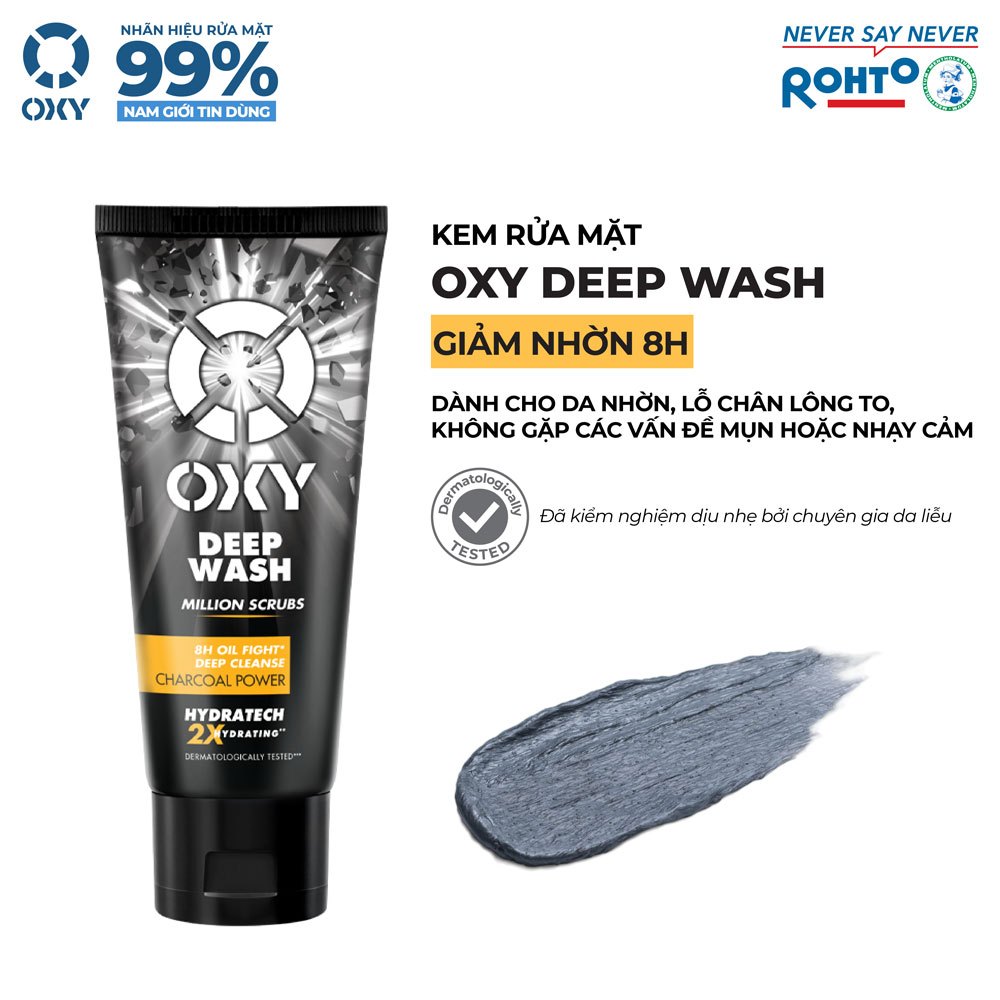 OXY
NHÃN HIỆU RỬA MẶT
99%
NAM GIỚI TIN DÙNG
NEVER SAY NEVER
ROHTO
KEM RỬA MẶT
OXY DEEP WASH
GIẢM NHỜN 8H
DÀNH CHO DA NHỜN, LỖ CHÂN LÔNG TO,
KHÔNG GẶP CÁC VẤN ĐỀ MỤN HOẶC NHẠY CẢM
Dermatologically
TESTED
Đã kiểm nghiệm dịu nhẹ bởi chuyên gia da liễu
OXY
DEEP
WASH
MILLION SCRUBS
8H OIL FIGHT*
DEEP CLEANSE
CHARCOAL POWER
HYDRATECH
2X HYDRATING**
DERMATOLOGICALLY TESTED***